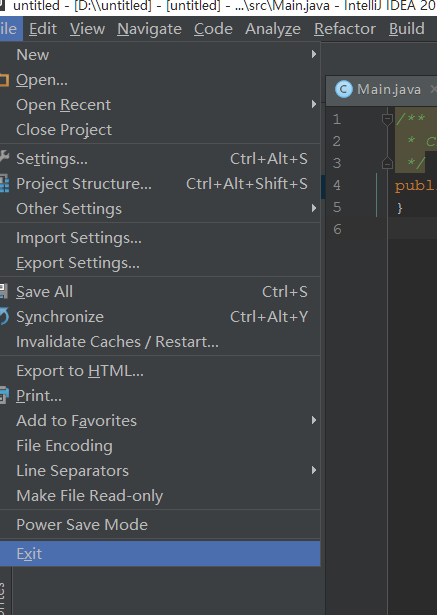 untitled - [D:\\untitled] - [untitled] - ...\src\Main.java - IntelliJ IDEA 20
ile Edit View Navigate Code Analyze Refactor Build
New
Open...
Open Recent
Close Project
Settings... Ctrl+Alt+S
Project Structure... Ctrl+Alt+Shift+S
Other Settings
Import Settings...
Export Settings...
Save All Ctrl+S
Synchronize Ctrl+Alt+Y
Invalidate Caches / Restart...
Export to HTML...
Print...
Add to Favorites
File Encoding
Line Separators
Make File Read-only
Power Save Mode
Exit
Main.java
1 /**
2 * C
3 */
4 publ
5 }
6